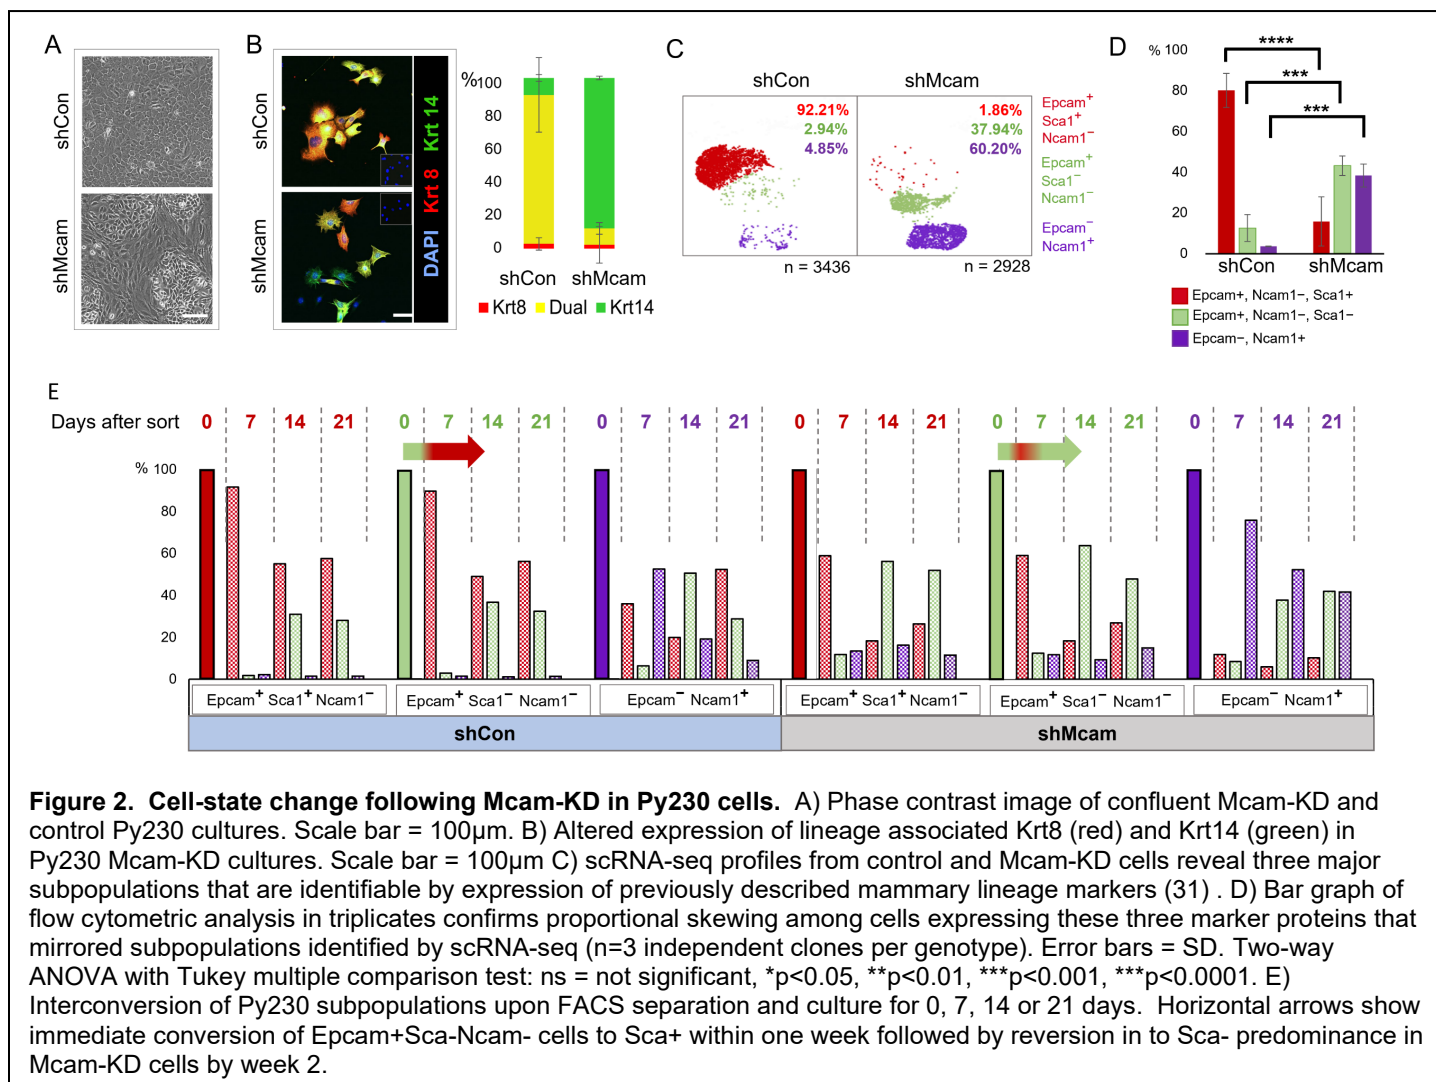 A
shCon
shMcam
B
shCon
shMcam
DAPI Krt 8 Krt 14
%
100
80
60
40
20
0
shCon
shMcam
Krt8 Dual Krt14
C
shCon
shMcam
92.21%
2.94%
4.85%
1.86%
37.94%
60.20%
Epcam+
Sca1+
Ncam1−
Epcam+
Sca1−
Ncam1−
Epcam−
Ncam1+
n = 3436
n = 2928
D
% 100
80
60
40
20
0
****
***
***
shCon
shMcam
Epcam+, Ncam1−, Sca1+
Epcam+, Ncam1−, Sca1−
Epcam−, Ncam1+
E
Days after sort 0 7 14 21 0 7 14 21 0 7 14 21 0 7 14 21 0 7 14 21 0 7 14 21
% 100
80
60
40
20
0
Epcam+ Sca1+ Ncam1− Epcam+ Sca1− Ncam1− Epcam− Ncam1+ Epcam+ Sca1+ Ncam1− Epcam+ Sca1− Ncam1− Epcam− Ncam1+
shCon shMcam
Figure 2. Cell-state change following Mcam-KD in Py230 cells. A) Phase contrast image of confluent Mcam-KD and
control Py230 cultures. Scale bar = 100µm. B) Altered expression of lineage associated Krt8 (red) and Krt14 (green) in
Py230 Mcam-KD cultures. Scale bar = 100µm C) scRNA-seq profiles from control and Mcam-KD cells reveal three major
subpopulations that are identifiable by expression of previously described mammary lineage markers (31) . D) Bar graph of
flow cytometric analysis in triplicates confirms proportional skewing among cells expressing these three marker proteins that
mirrored subpopulations identified by scRNA-seq (n=3 independent clones per genotype). Error bars = SD. Two-way
ANOVA with Tukey multiple comparison test: ns = not significant, *p<0.05, **p<0.01, ***p<0.001, ***p<0.0001. E)
Interconversion of Py230 subpopulations upon FACS separation and culture for 0, 7, 14 or 21 days. Horizontal arrows show
immediate conversion of Epcam+Sca-Ncam- cells to Sca+ within one week followed by reversion in to Sca- predominance in
Mcam-KD cells by week 2.